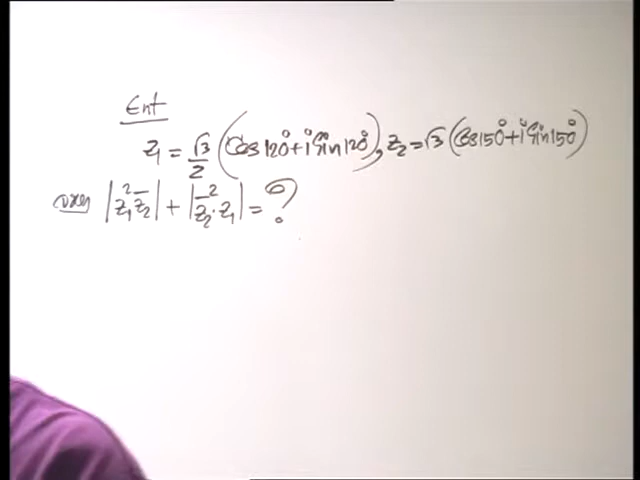 Ent
z₁ = √3/2 (Cos 120° + i Sin 120°), z₂ = √3 (Cos 150° + i Sin 150°)
|z₁² z̄₂| + |z̄₂² · z₁| = ?